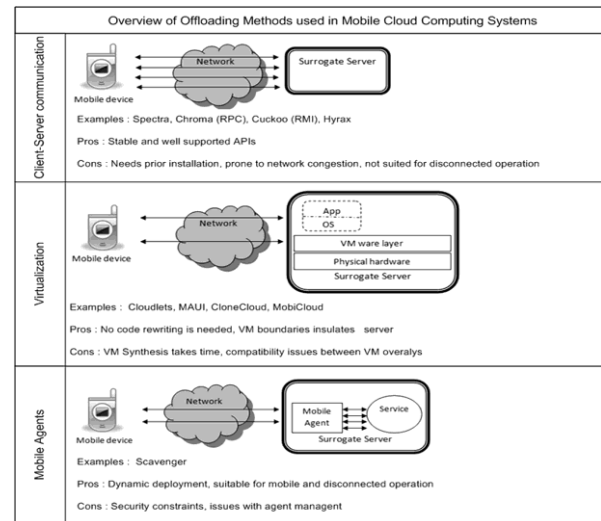 Overview of Offloading Methods used in Mobile Cloud Computing Systems
Client-Server communication
Network
Surrogate Server
Mobile device
Examples : Spectra, Chroma (RPC), Cuckoo (RMI), Hyrax
Pros : Stable and well supported APIs
Cons : Needs prior installation, prone to network congestion, not suited for disconnected operation
Virtualization
Network
App
OS
VM ware layer
Physical hardware
Surrogate Server
Mobile device
Examples : Cloudlets, MAUI, CloneCloud, MobiCloud
Pros : No code rewriting is needed, VM boundaries insulates server
Cons : VM Synthesis takes time, compatibility issues between VM overalys
Mobile Agents
Network
Mobile
Agent
Service
Surrogate Server
Mobile device
Examples : Scavenger
Pros : Dynamic deployment, suitable for mobile and disconnected operation
Cons : Security constraints, issues with agent managent